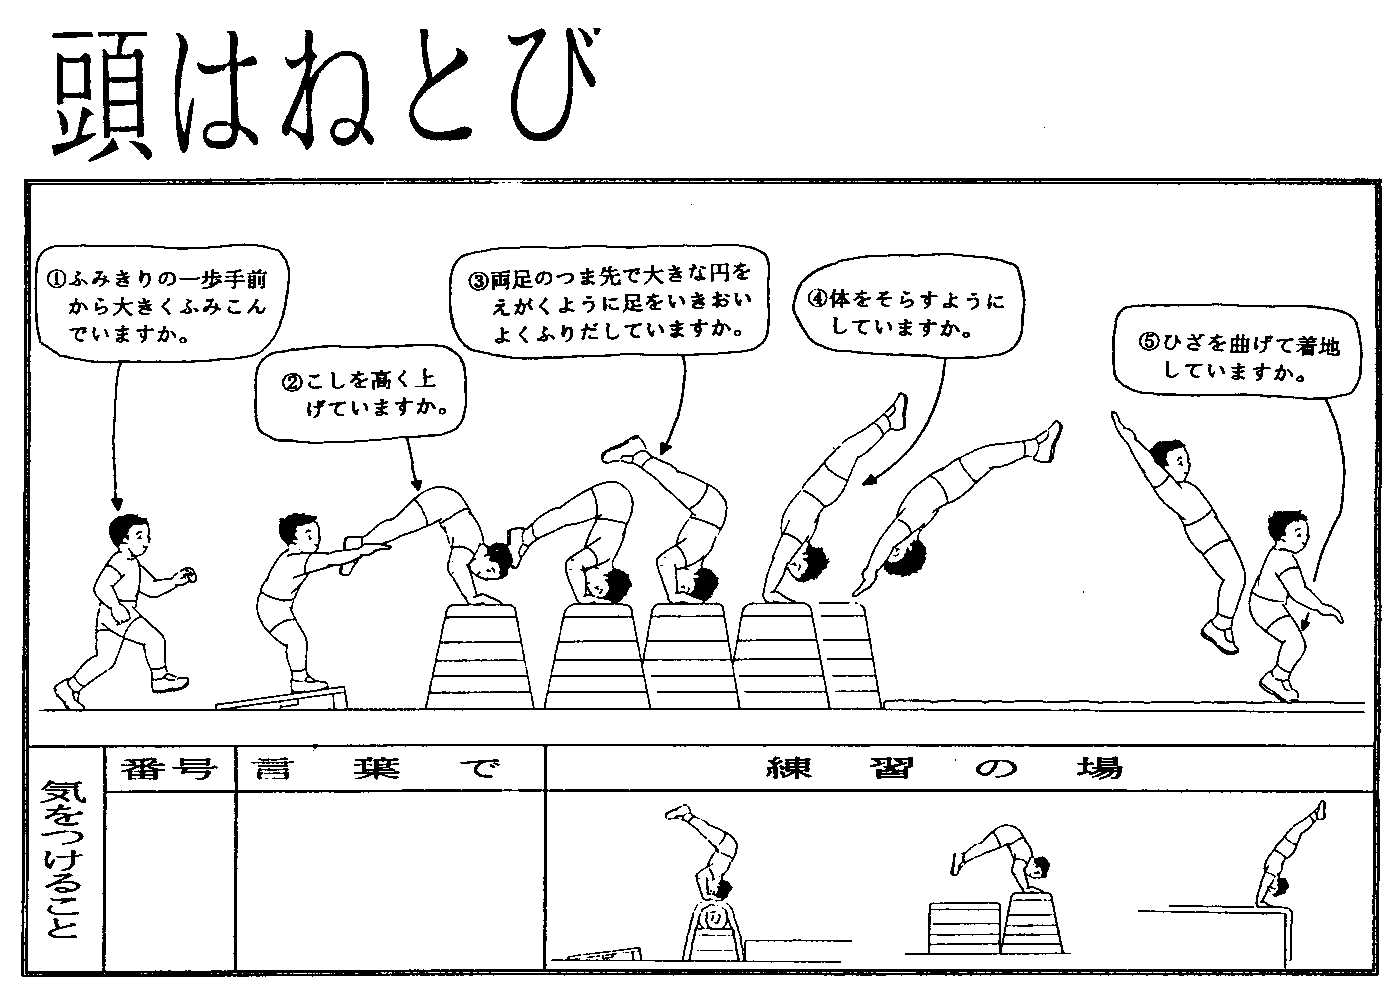 頭はねとび
①ふみきりの一歩手前
から大きくふみこん
でいますか。
②こしを高く上
げていますか。
③両足のつま先で大きな円を
えがくように足をいきおい
よくふりだしていますか。
④体をそらすように
していますか。
⑤ひざを曲げて着地
していますか。
気をつけること
番号
言葉で
練習の場